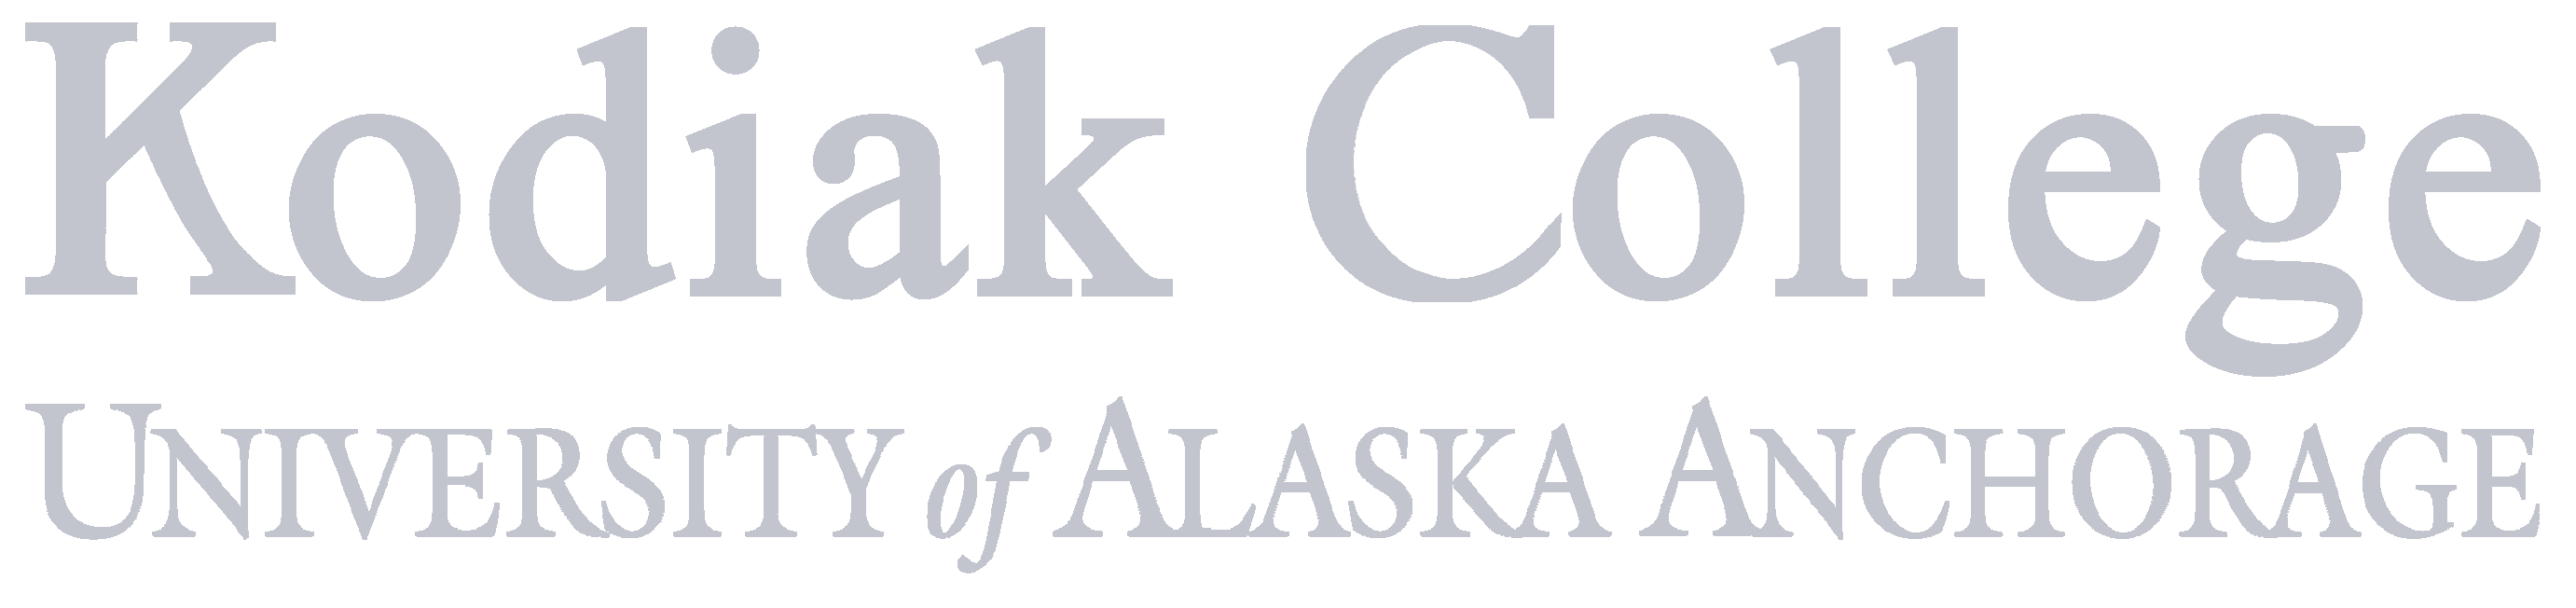 Kodiak College
UNIVERSITY of ALASKA ANCHORAGE